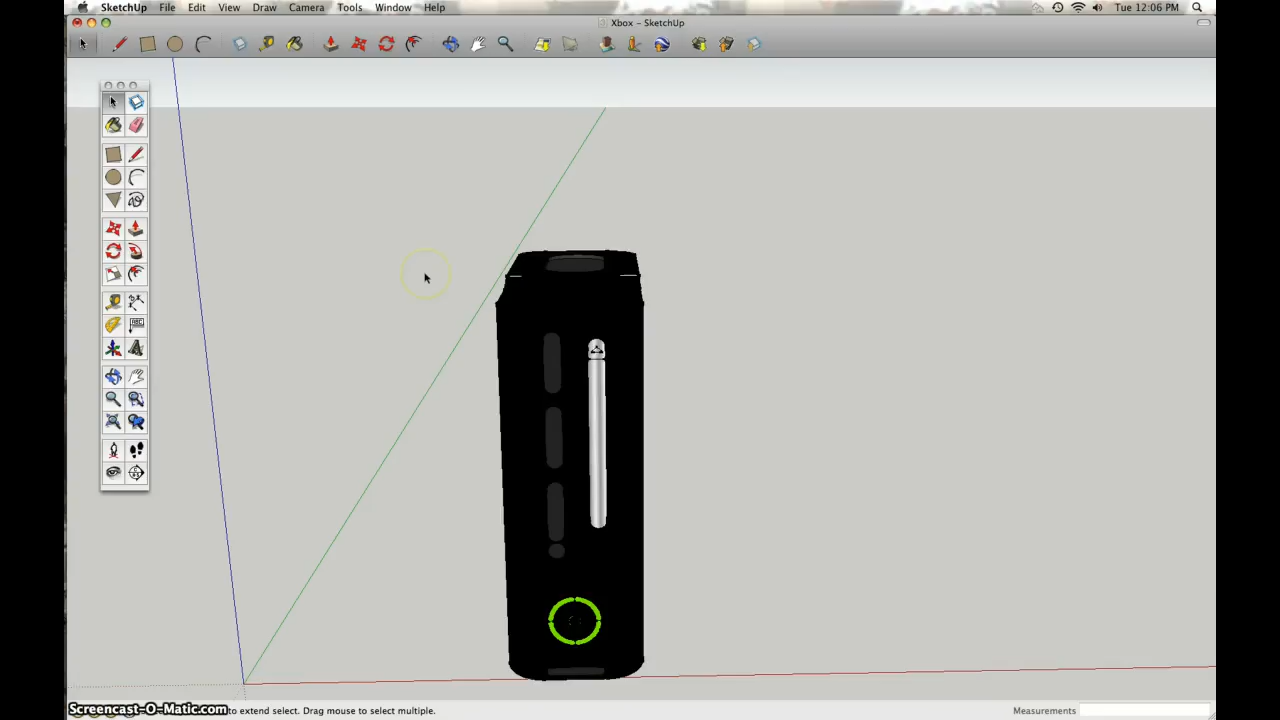 SketchUp File Edit View Draw Camera Tools Window Help Tue 12:06 PM
Xbox – SketchUp
ABC
Screencast-O-Matic.com to extend select. Drag mouse to select multiple. Measurements